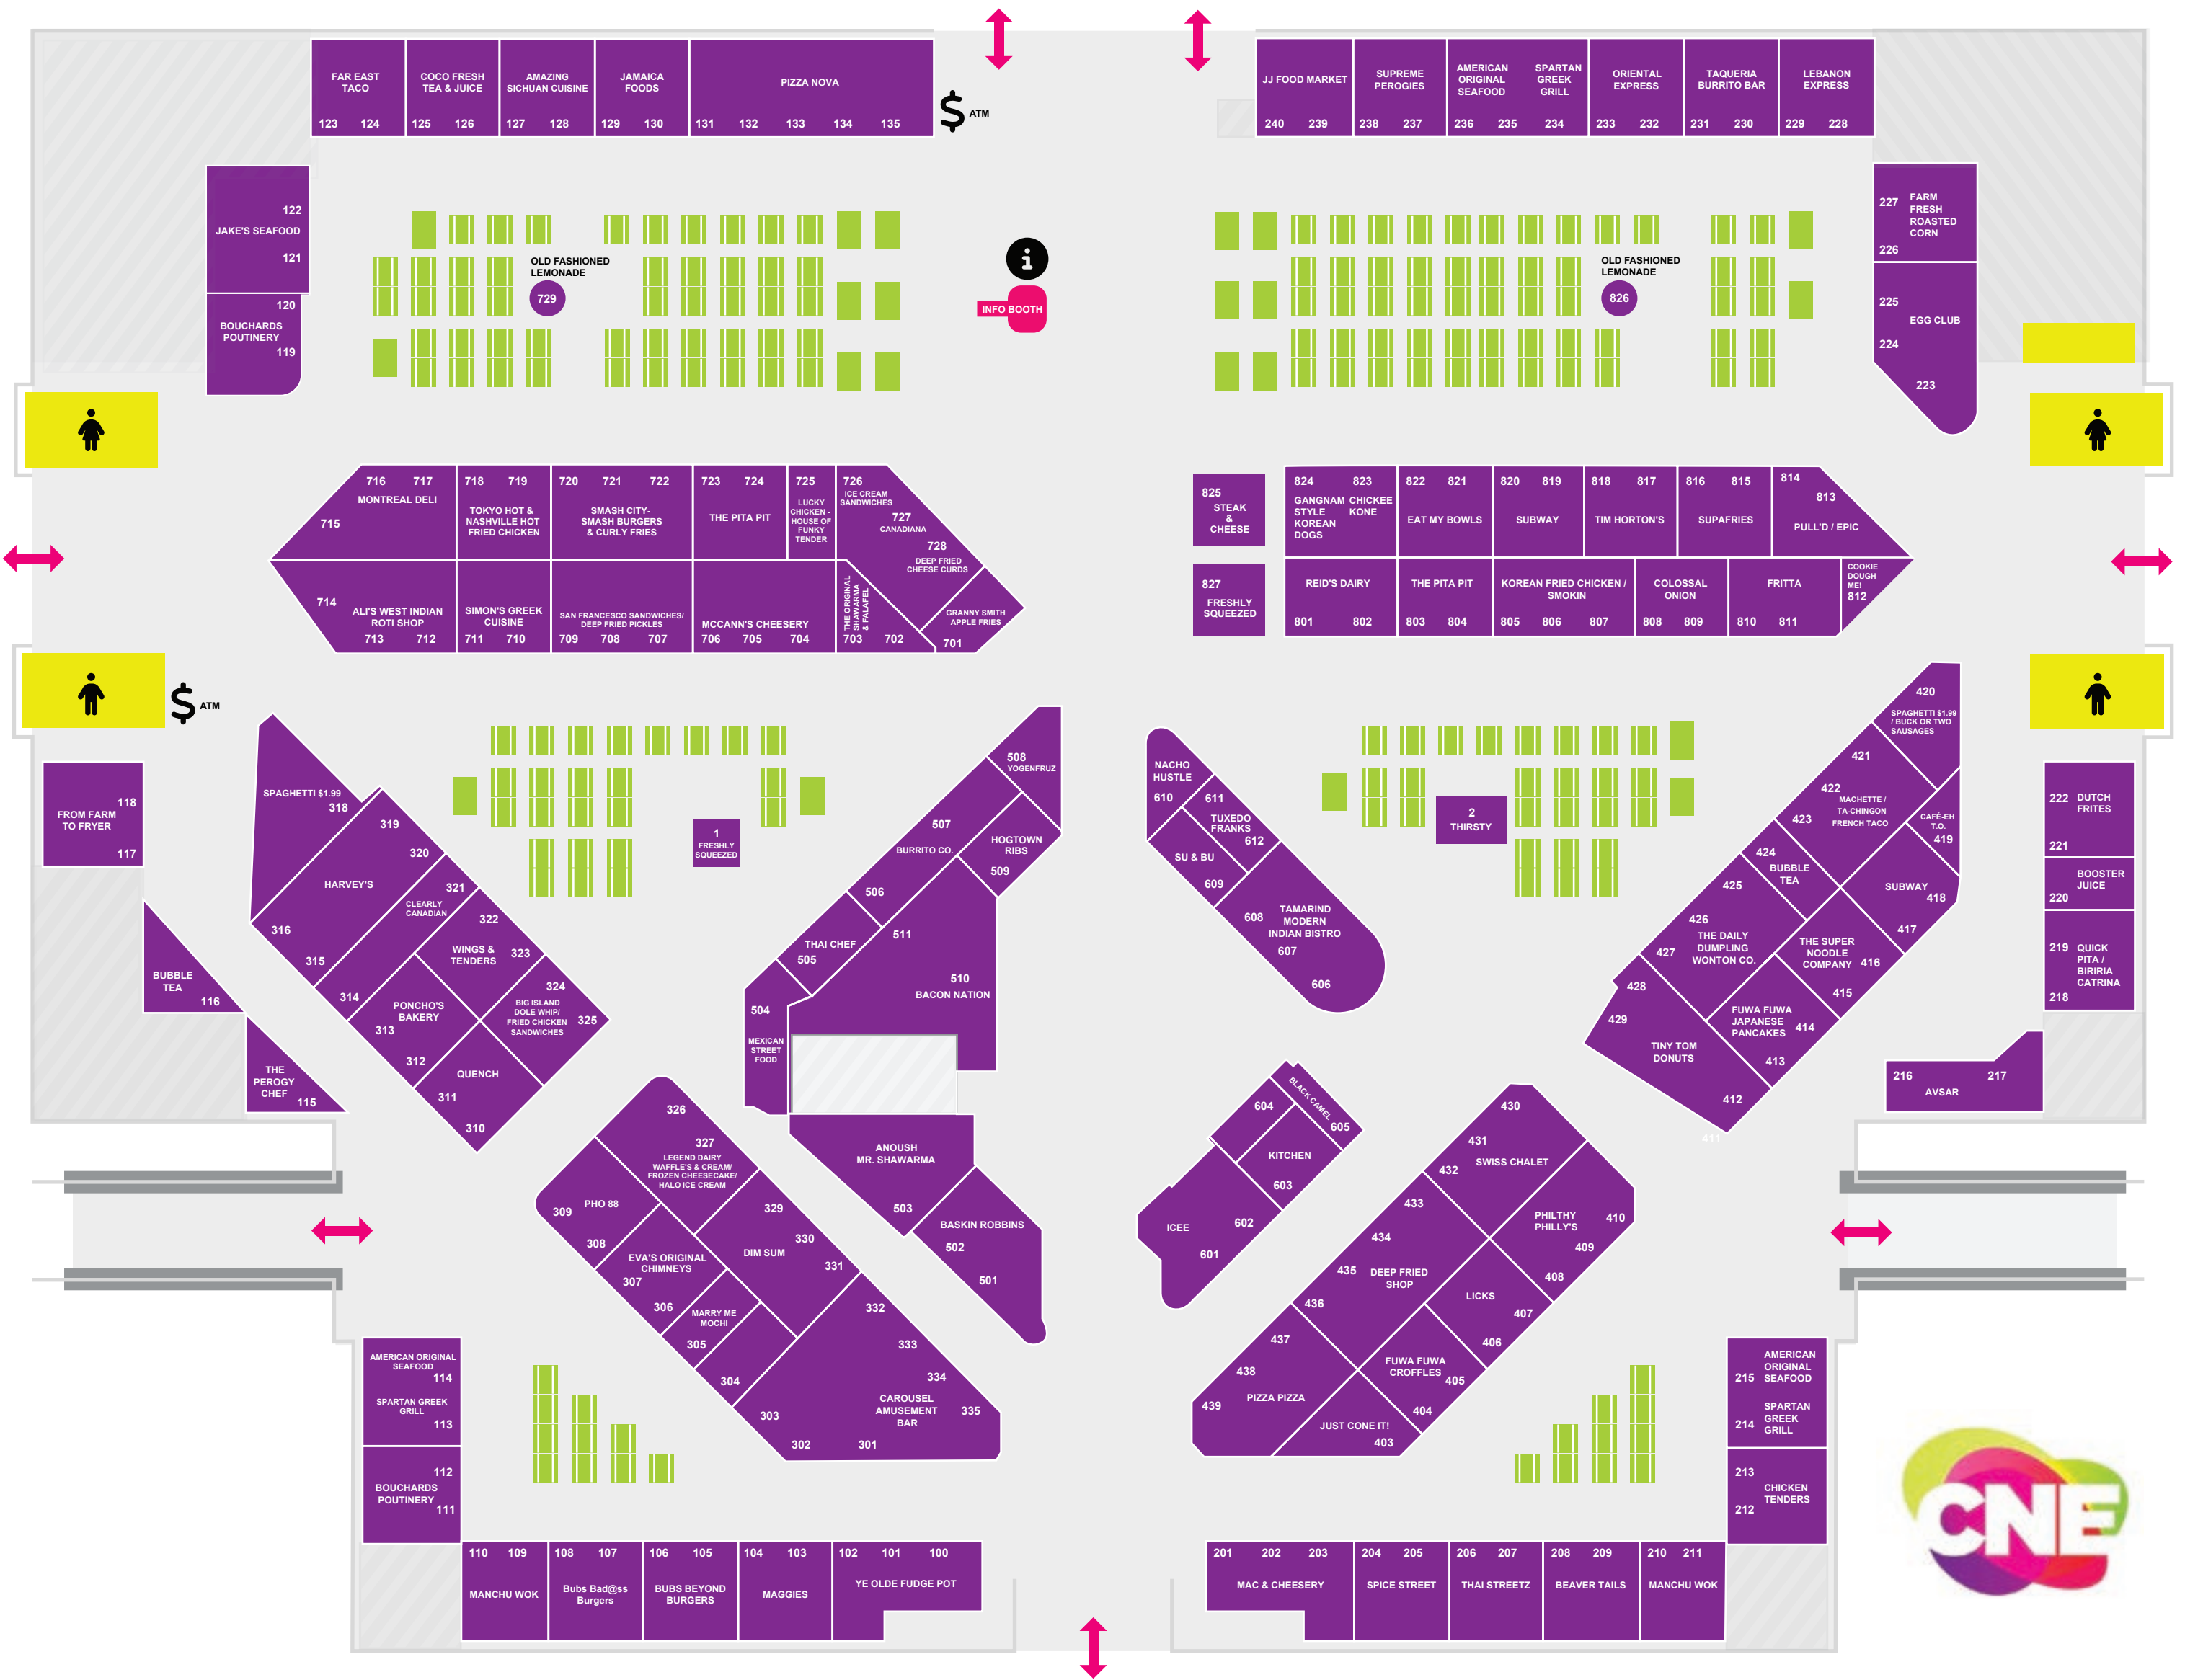 FAR EAST
TACO
123 124
COCO FRESH
TEA & JUICE
125 126
AMAZING
SICHUAN CUISINE
127 128
JAMAICA
FOODS
129 130
PIZZA NOVA
131 132 133 134 135
$ ATM
JJ FOOD MARKET
240 239
SUPREME
PEROGIES
238 237
AMERICAN
ORIGINAL
SEAFOOD
236 235
SPARTAN
GREEK
GRILL
234
ORIENTAL
EXPRESS
233 232
TAQUERIA
BURRITO BAR
231 230
LEBANON
EXPRESS
229 228
122
JAKE'S SEAFOOD
121
120
BOUCHARDS
POUTINERY
119
OLD FASHIONED
LEMONADE
729
i
INFO BOOTH
OLD FASHIONED
LEMONADE
826
227
FARM
FRESH
ROASTED
CORN
226
225
EGG CLUB
224
223
716 717
MONTREAL DELI
715
718 719
TOKYO HOT &
NASHVILLE HOT
FRIED CHICKEN
720 721 722
SMASH CITY-
SMASH BURGERS
& CURLY FRIES
723 724
THE PITA PIT
725
LUCKY
CHICKEN -
HOUSE OF
FUNKY
TENDER
726
ICE CREAM
SANDWICHES
727
CANADIANA
728
DEEP FRIED
CHEESE CURDS
714
ALI'S WEST INDIAN
ROTI SHOP
713 712
SIMON'S GREEK
CUISINE
711 710
SAN FRANCESCO SANDWICHES/
DEEP FRIED PICKLES
709 708 707
MCCANN'S CHEESERY
706 705 704
THE ORIGINAL
SHAWARMA
& FALAFEL
703 702
GRANNY SMITH
APPLE FRIES
701
825
STEAK
&
CHEESE
827
FRESHLY
SQUEEZED
824 823
GANGNAM
STYLE
KOREAN
DOGS
CHICKEE
KONE
822 821
EAT MY BOWLS
820 819
SUBWAY
818 817
TIM HORTON'S
816 815
SUPAFRIES
814
813
PULL'D / EPIC
REID'S DAIRY
801 802
THE PITA PIT
803 804
KOREAN FRIED CHICKEN /
SMOKIN
805 806 807
COLOSSAL
ONION
808 809
FRITTA
810 811
COOKIE
DOUGH
ME!
812
$ ATM
118
FROM FARM
TO FRYER
117
BUBBLE
TEA
116
THE
PEROGY
CHEF
115
SPAGHETTI $1.99
318
319
320
HARVEY'S
316
315
321
CLEARLY
CANADIAN
314
322
WINGS &
TENDERS
323
PONCHO'S
BAKERY
313
312
324
BIG ISLAND
DOLE WHIP/
FRIED CHICKEN
SANDWICHES
325
QUENCH
311
310
1
FRESHLY
SQUEEZED
508
YOGENFRUZ
507
BURRITO CO.
506
HOGTOWN
RIBS
509
THAI CHEF
505
511
510
BACON NATION
504
MEXICAN
STREET
FOOD
ANOUSH
MR. SHAWARMA
503
BASKIN ROBBINS
502
501
NACHO
HUSTLE
610
611
TUXEDO
FRANKS
612
SU & BU
609
608
TAMARIND
MODERN
INDIAN BISTRO
607
606
2
THIRSTY
420
SPAGHETTI $1.99
/ BUCK OR TWO
SAUSAGES
421
422
MACHETTE /
TA-CHINGON
FRENCH TACO
423
CAFÉ-EH
T.O.
419
424
BUBBLE
TEA
SUBWAY
418
417
425
426
THE DAILY
DUMPLING
WONTON CO.
427
THE SUPER
NOODLE
COMPANY
416
415
FUWA FUWA
JAPANESE
PANCAKES
414
413
428
429
TINY TOM
DONUTS
412
411
222
DUTCH
FRITES
221
BOOSTER
JUICE
220
219
QUICK
PITA /
BIRIRIA
CATRINA
218
216 217
AVSAR
326
327
LEGEND DAIRY
WAFFLE'S & CREAM/
FROZEN CHEESECAKE/
HALO ICE CREAM
309
PHO 88
308
329
330
DIM SUM
331
EVA'S ORIGINAL
CHIMNEYS
307
306
MARRY ME
MOCHI
305
304
332
333
334
CAROUSEL
AMUSEMENT
BAR
335
303
302 301
BLACK CAMEL
604
605
KITCHEN
603
ICEE
602
601
430
431
SWISS CHALET
432
433
434
435
DEEP FRIED
SHOP
436
PHILTHY
PHILLY'S
410
409
408
LICKS
407
406
437
438
PIZZA PIZZA
439
FUWA FUWA
CROFFLES
405
404
JUST CONE IT!
403
AMERICAN ORIGINAL
SEAFOOD
114
SPARTAN GREEK
GRILL
113
112
BOUCHARDS
POUTINERY
111
AMERICAN
ORIGINAL
SEAFOOD
215
SPARTAN
GREEK
GRILL
214
213
CHICKEN
TENDERS
212
110 109
MANCHU WOK
108 107
Bubs Bad@ss
Burgers
106 105
BUBS BEYOND
BURGERS
104 103
MAGGIES
102 101 100
YE OLDE FUDGE POT
201 202 203
MAC & CHEESERY
204 205
SPICE STREET
206 207
THAI STREETZ
208 209
BEAVER TAILS
210 211
MANCHU WOK
CNE